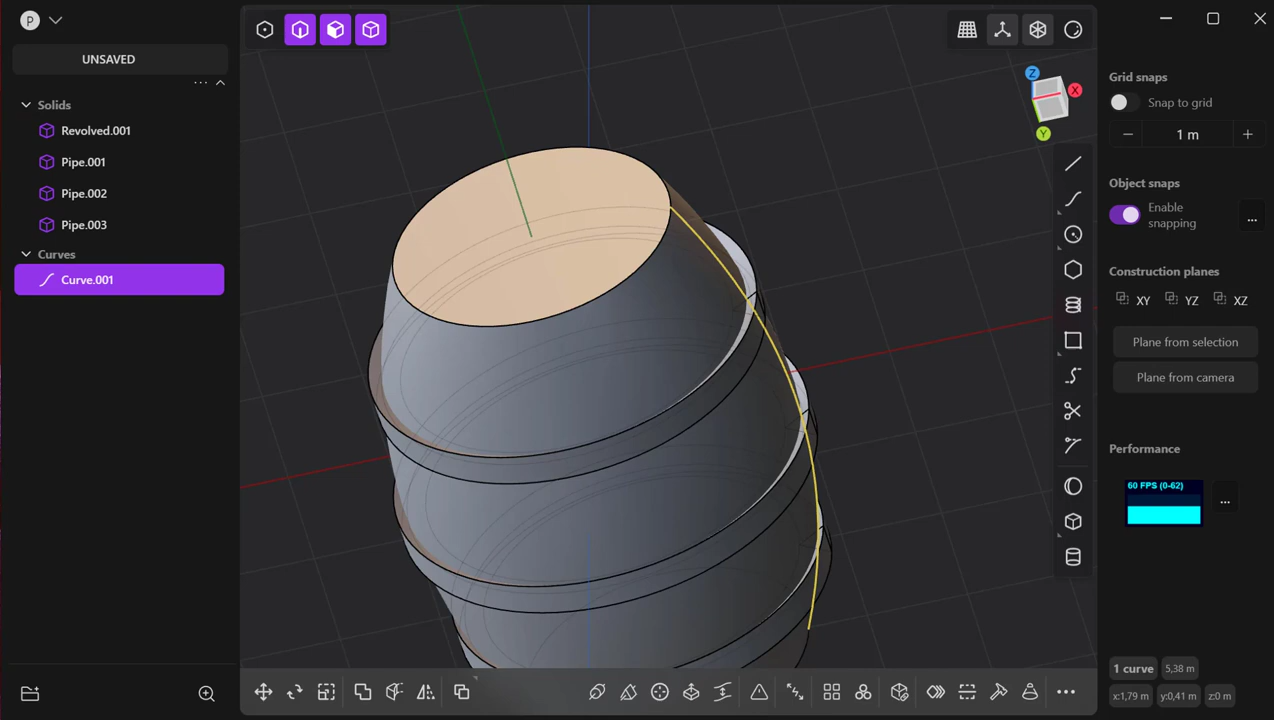 P
UNSAVED
Solids
Revolved.001
Pipe.001
Pipe.002
Pipe.003
Curves
Curve.001
Z
X
Y
Grid snaps
Snap to grid
1 m
Object snaps
Enable
snapping
Construction planes
XY YZ XZ
Plane from selection
Plane from camera
Performance
60 FPS (0-62)
1 curve 5,38 m
x:1,79 m y:0,41 m z:0 m